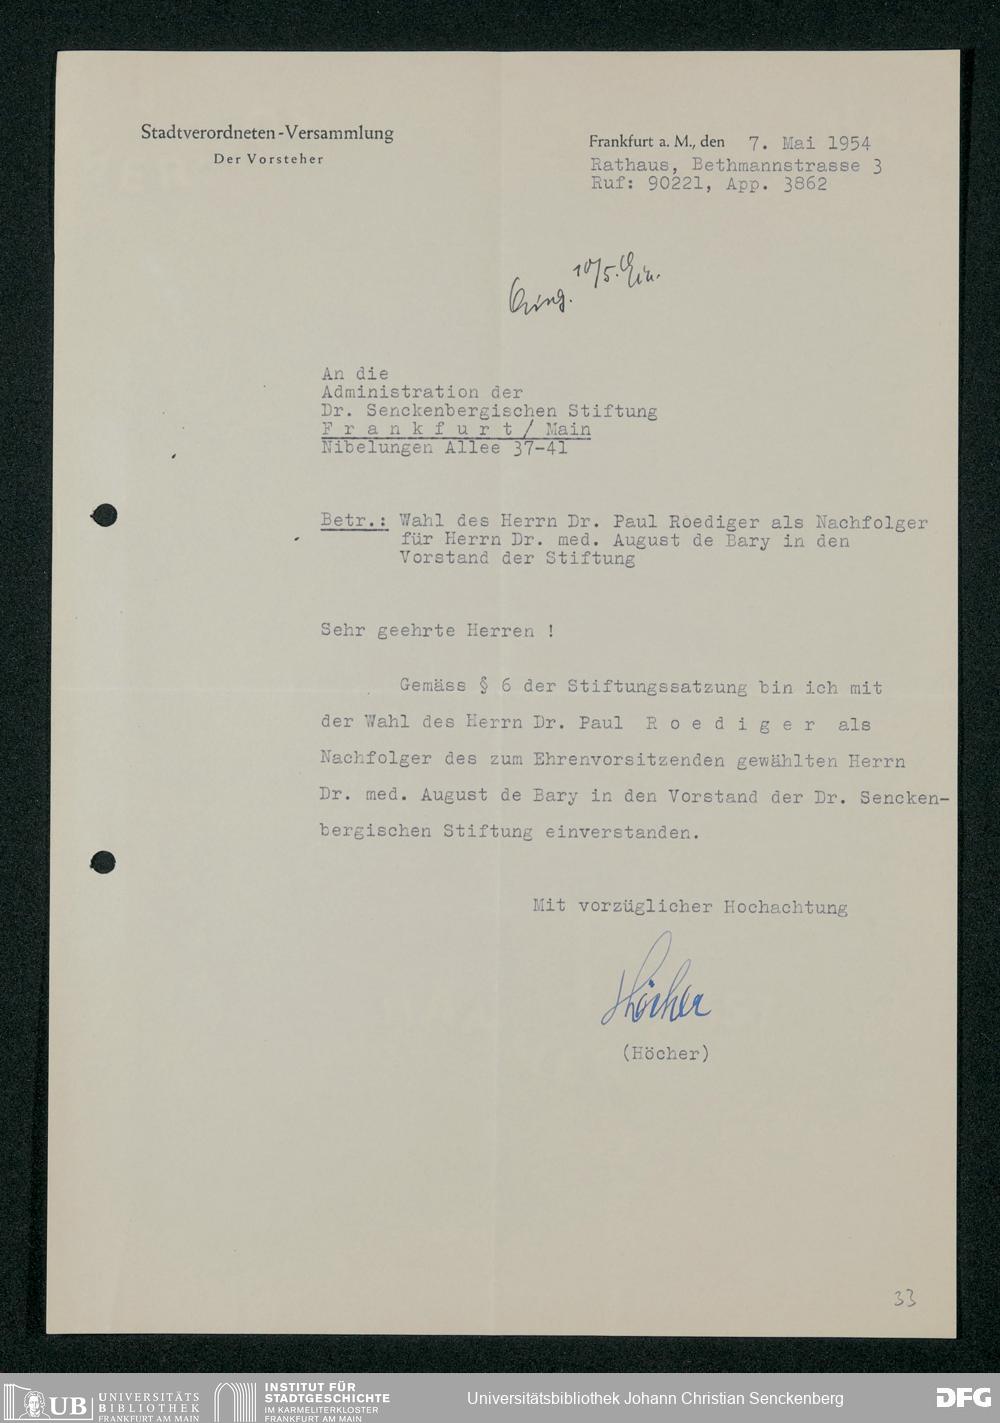 Stadtverordneten-Versammlung
Der Vorsteher
Frankfurt a. M., den 7. Mai 1954
Rathaus, Bethmannstrasse 3
Ruf: 90221, App. 3862
Eing. 10/5.
An die
Administration der
Dr. Senckenbergischen Stiftung
F r a n k f u r t / Main
Nibelungen Allee 37-41
Betr.: Wahl des Herrn Dr. Paul Roediger als Nachfolger
für Herrn Dr. med. August de Bary in den
Vorstand der Stiftung
Sehr geehrte Herren !
Gemäss § 6 der Stiftungssatzung bin ich mit
der Wahl des Herrn Dr. Paul R o e d i g e r als
Nachfolger des zum Ehrenvorsitzenden gewählten Herrn
Dr. med. August de Bary in den Vorstand der Dr. Sencken-
bergischen Stiftung einverstanden.
Mit vorzüglicher Hochachtung
Höcher
(Höcher)
33
UB UNIVERSITÄTS
BIBLIOTHEK
FRANKFURT AM MAIN
INSTITUT FÜR
STADTGESCHICHTE
IM KARMELITERKLOSTER
FRANKFURT AM MAIN
Universitätsbibliothek Johann Christian Senckenberg
DFG